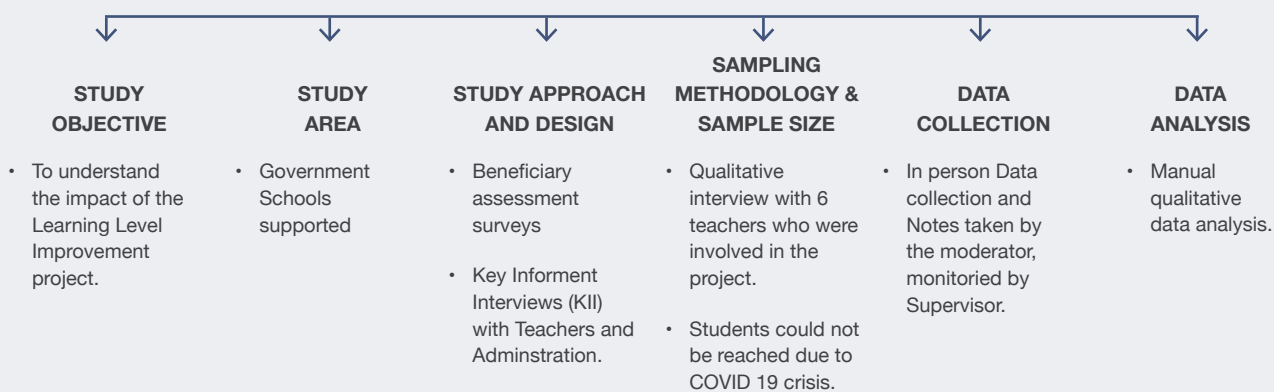 STUDY
OBJECTIVE
• To understand
the impact of the
Learning Level
Improvement
project.
STUDY
AREA
• Government
Schools
supported
STUDY APPROACH
AND DESIGN
• Beneficiary
assessment
surveys
• Key Informent
Interviews (KII)
with Teachers and
Adminstration.
SAMPLING
METHODOLOGY &
SAMPLE SIZE
• Qualitative
interview with 6
teachers who were
involved in the
project.
• Students could not
be reached due to
COVID 19 crisis.
DATA
COLLECTION
• In person Data
collection and
Notes taken by
the moderator,
monitoried by
Supervisor.
DATA
ANALYSIS
• Manual
qualitative
data analysis.